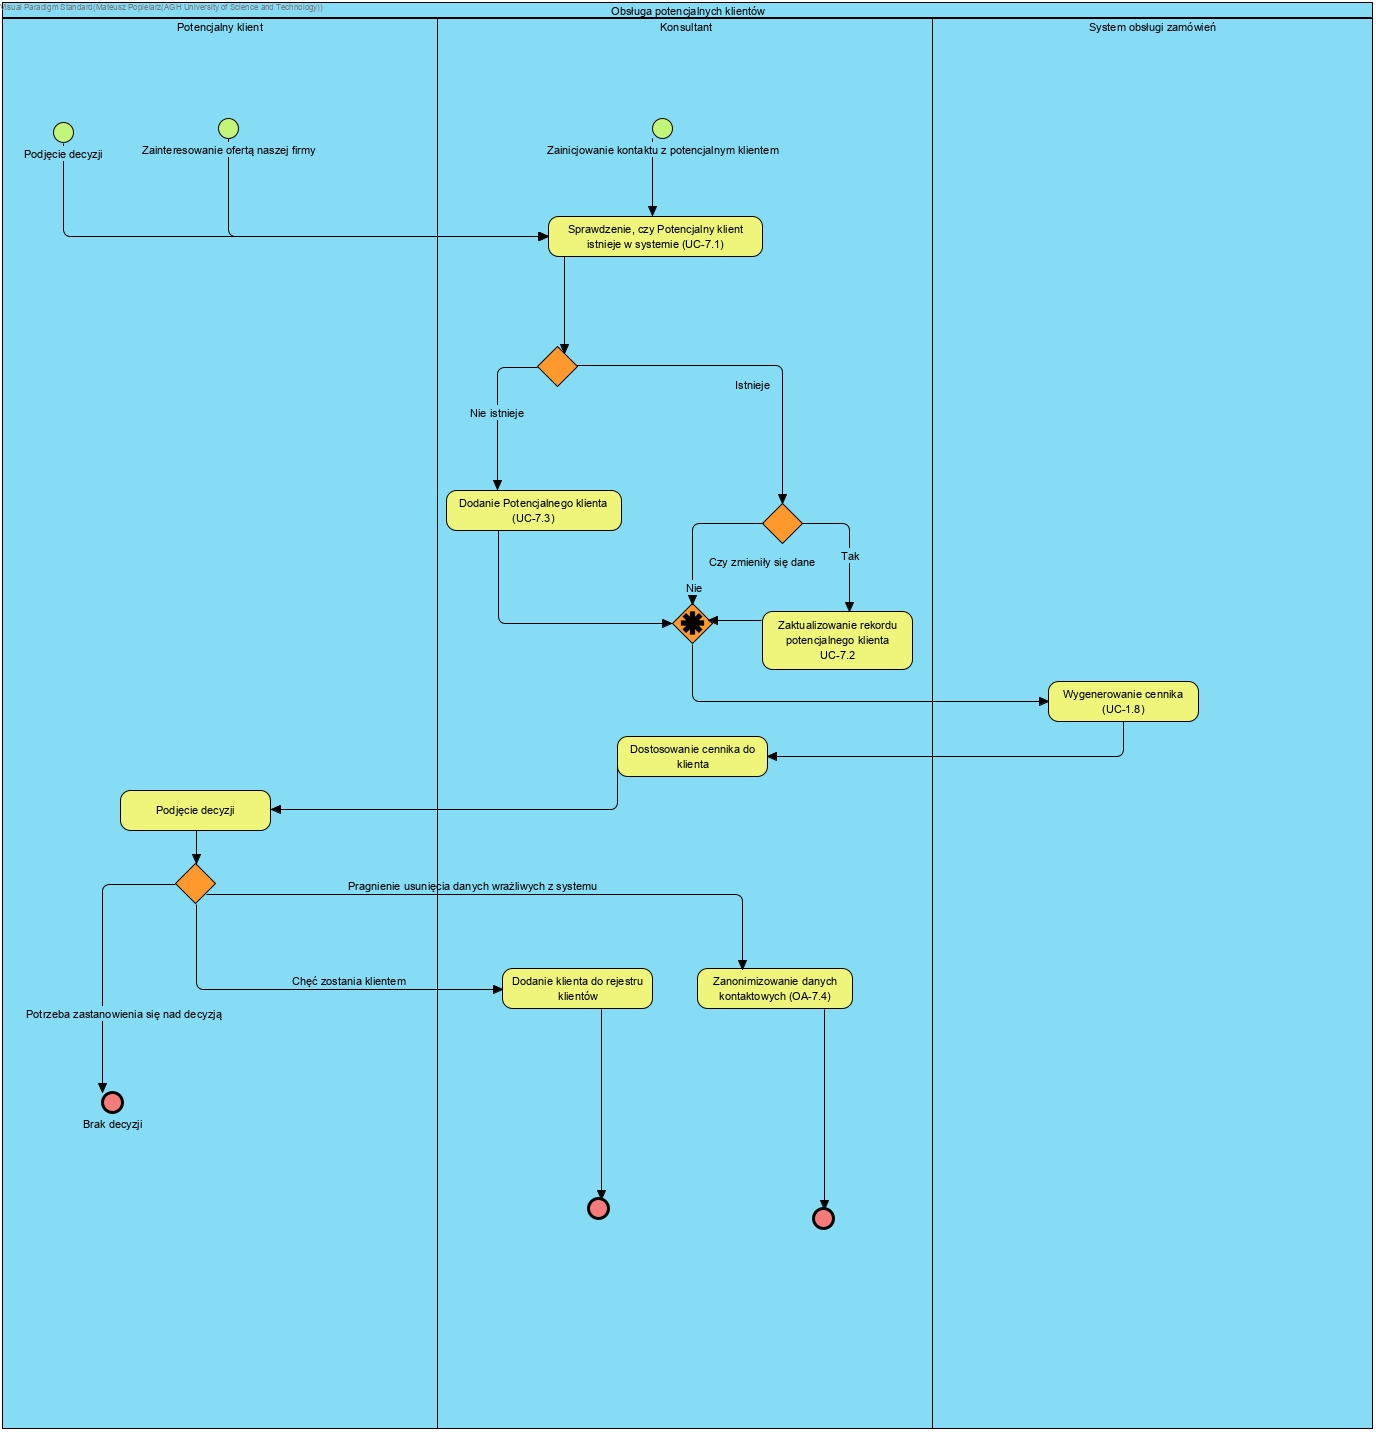 Visual Paradigm Standard(Mateusz Popielarz(AGH University of Science and Technology))
Obsługa potencjalnych klientów
Potencjalny klient
Konsultant
System obsługi zamówień
Podjęcie decyzji
Zainteresowanie ofertą naszej firmy
Zainicjowanie kontaktu z potencjalnym klientem
Sprawdzenie, czy Potencjalny klient
istnieje w systemie (UC-7.1)
Istnieje
Nie istnieje
Dodanie Potencjalnego klienta
(UC-7.3)
Czy zmieniły się dane
Tak
Nie
Zaktualizowanie rekordu
potencjalnego klienta
UC-7.2
Wygenerowanie cennika
(UC-1.8)
Dostosowanie cennika do
klienta
Podjęcie decyzji
Pragnienie usunięcia danych wrażliwych z systemu
Chęć zostania klientem
Dodanie klienta do rejestru
klientów
Zanonimizowanie danych
kontaktowych (OA-7.4)
Potrzeba zastanowienia się nad decyzją
Brak decyzji